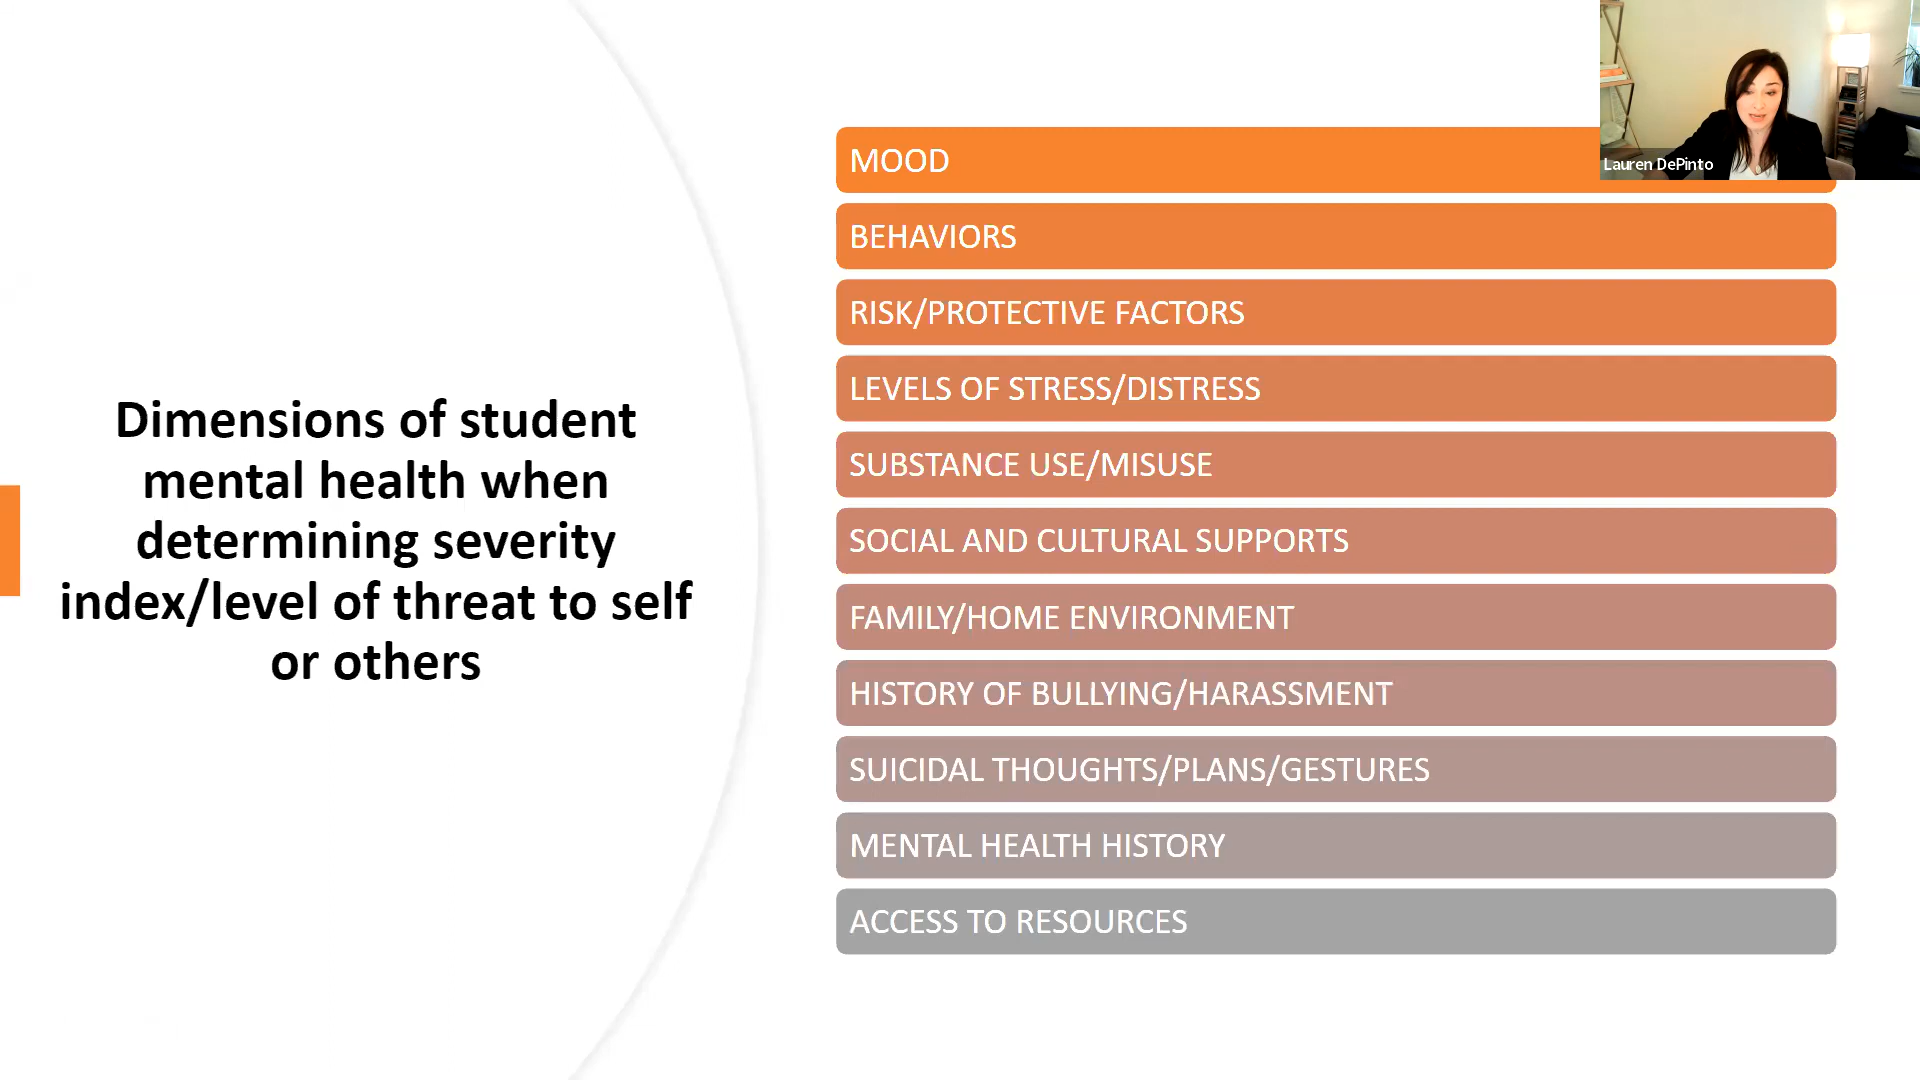 Dimensions of student
mental health when
determining severity
index/level of threat to self
or others
MOOD
BEHAVIORS
RISK/PROTECTIVE FACTORS
LEVELS OF STRESS/DISTRESS
SUBSTANCE USE/MISUSE
SOCIAL AND CULTURAL SUPPORTS
FAMILY/HOME ENVIRONMENT
HISTORY OF BULLYING/HARASSMENT
SUICIDAL THOUGHTS/PLANS/GESTURES
MENTAL HEALTH HISTORY
ACCESS TO RESOURCES
Lauren DePinto